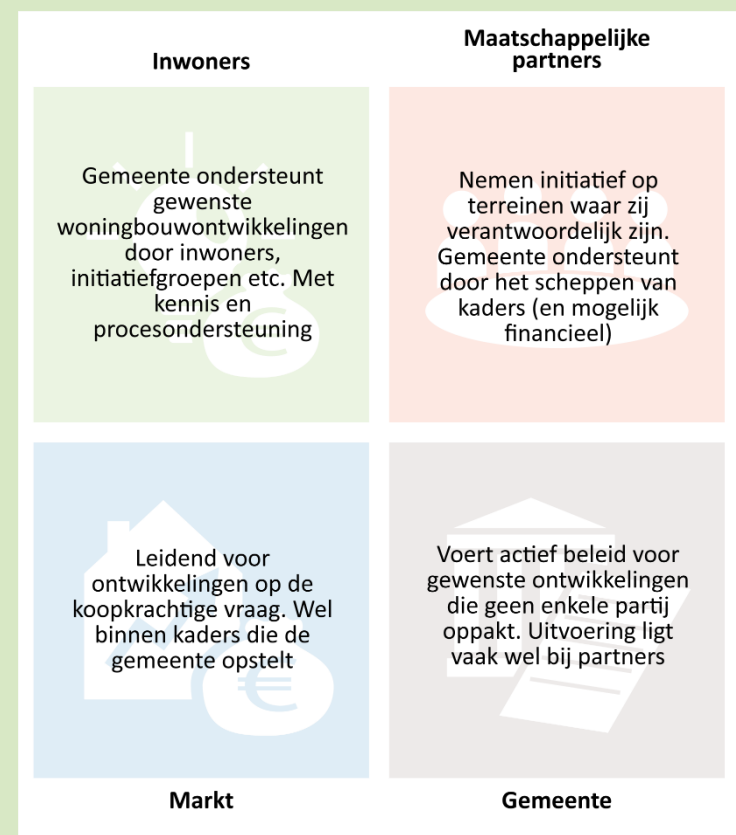 Inwoners
Maatschappelijke
partners
Gemeente ondersteunt
gewenste
woningbouwontwikkelingen
door inwoners,
initiatiefgroepen etc. Met
kennis en
procesondersteuning
Nemen initiatief op
terreinen waar zij
verantwoordelijk zijn.
Gemeente ondersteunt
door het scheppen van
kaders (en mogelijk
financieel)
Leidend voor
ontwikkelingen op de
koopkrachtige vraag. Wel
binnen kaders die de
gemeente opstelt
Voert actief beleid voor
gewenste ontwikkelingen
die geen enkele partij
oppakt. Uitvoering ligt
vaak wel bij partners
Markt
Gemeente